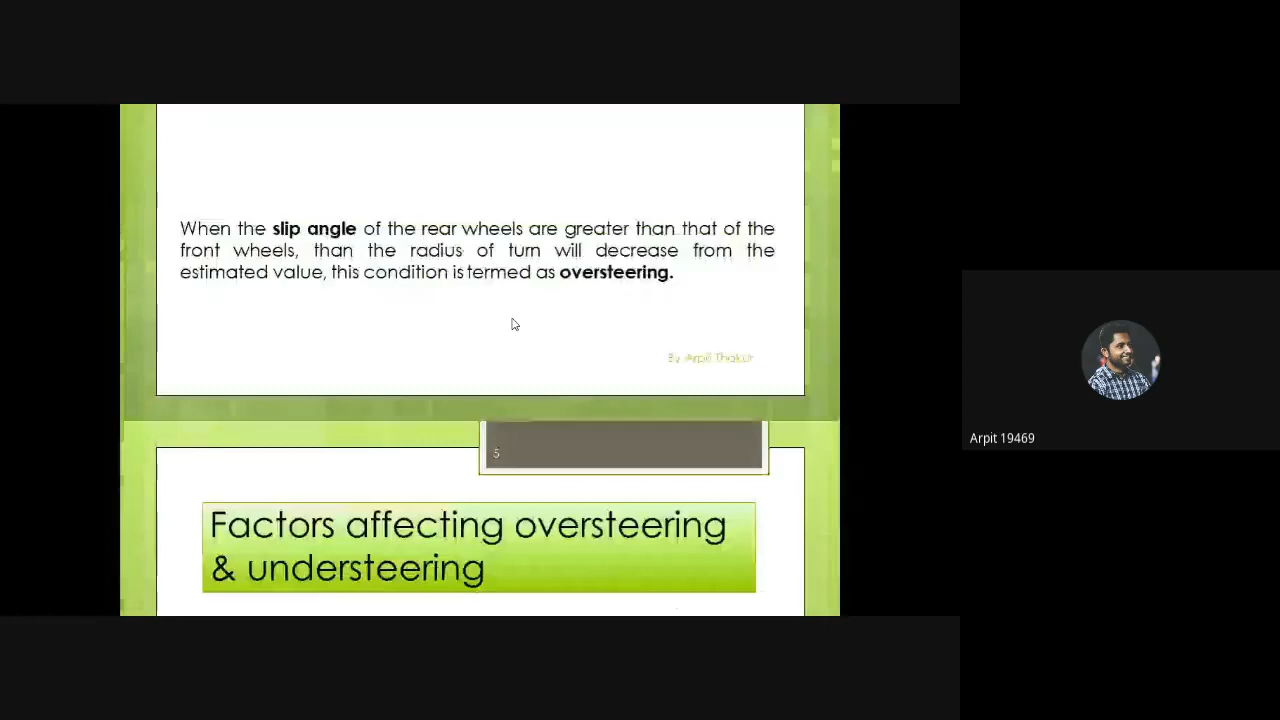 When the slip angle of the rear wheels are greater than that of the
front wheels, than the radius of turn will decrease from the
estimated value, this condition is termed as oversteering.
By Arpit Thakur
5
Factors affecting oversteering
& understeering
Arpit 19469